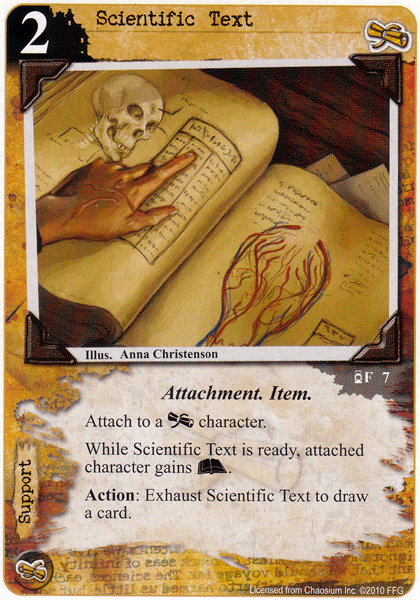 2
Scientific Text
Illus. Anna Christenson
F 7
Attachment. Item.
Attach to a character.
While Scientific Text is ready, attached
character gains .
Action: Exhaust Scientific Text to draw
a card.
Support
Licensed from Chaosium Inc. ©2010 FFG